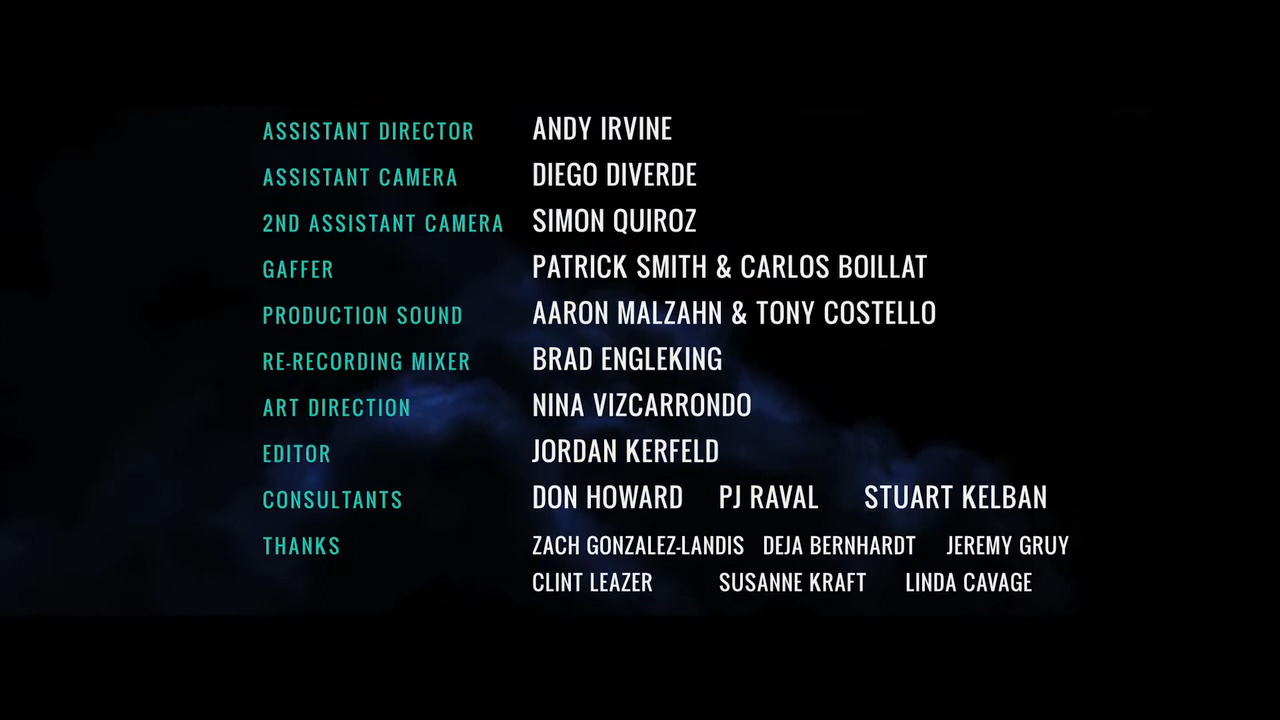 ASSISTANT DIRECTOR ANDY IRVINE
ASSISTANT CAMERA DIEGO DIVERDE
2ND ASSISTANT CAMERA SIMON QUIROZ
GAFFER PATRICK SMITH & CARLOS BOILLAT
PRODUCTION SOUND AARON MALZAHN & TONY COSTELLO
RE-RECORDING MIXER BRAD ENGLEKING
ART DIRECTION NINA VIZCARRONDO
EDITOR JORDAN KERFELD
CONSULTANTS DON HOWARD PJ RAVAL STUART KELBAN
THANKS ZACH GONZALEZ-LANDIS DEJA BERNHARDT JEREMY GRUY
CLINT LEAZER SUSANNE KRAFT LINDA CAVAGE